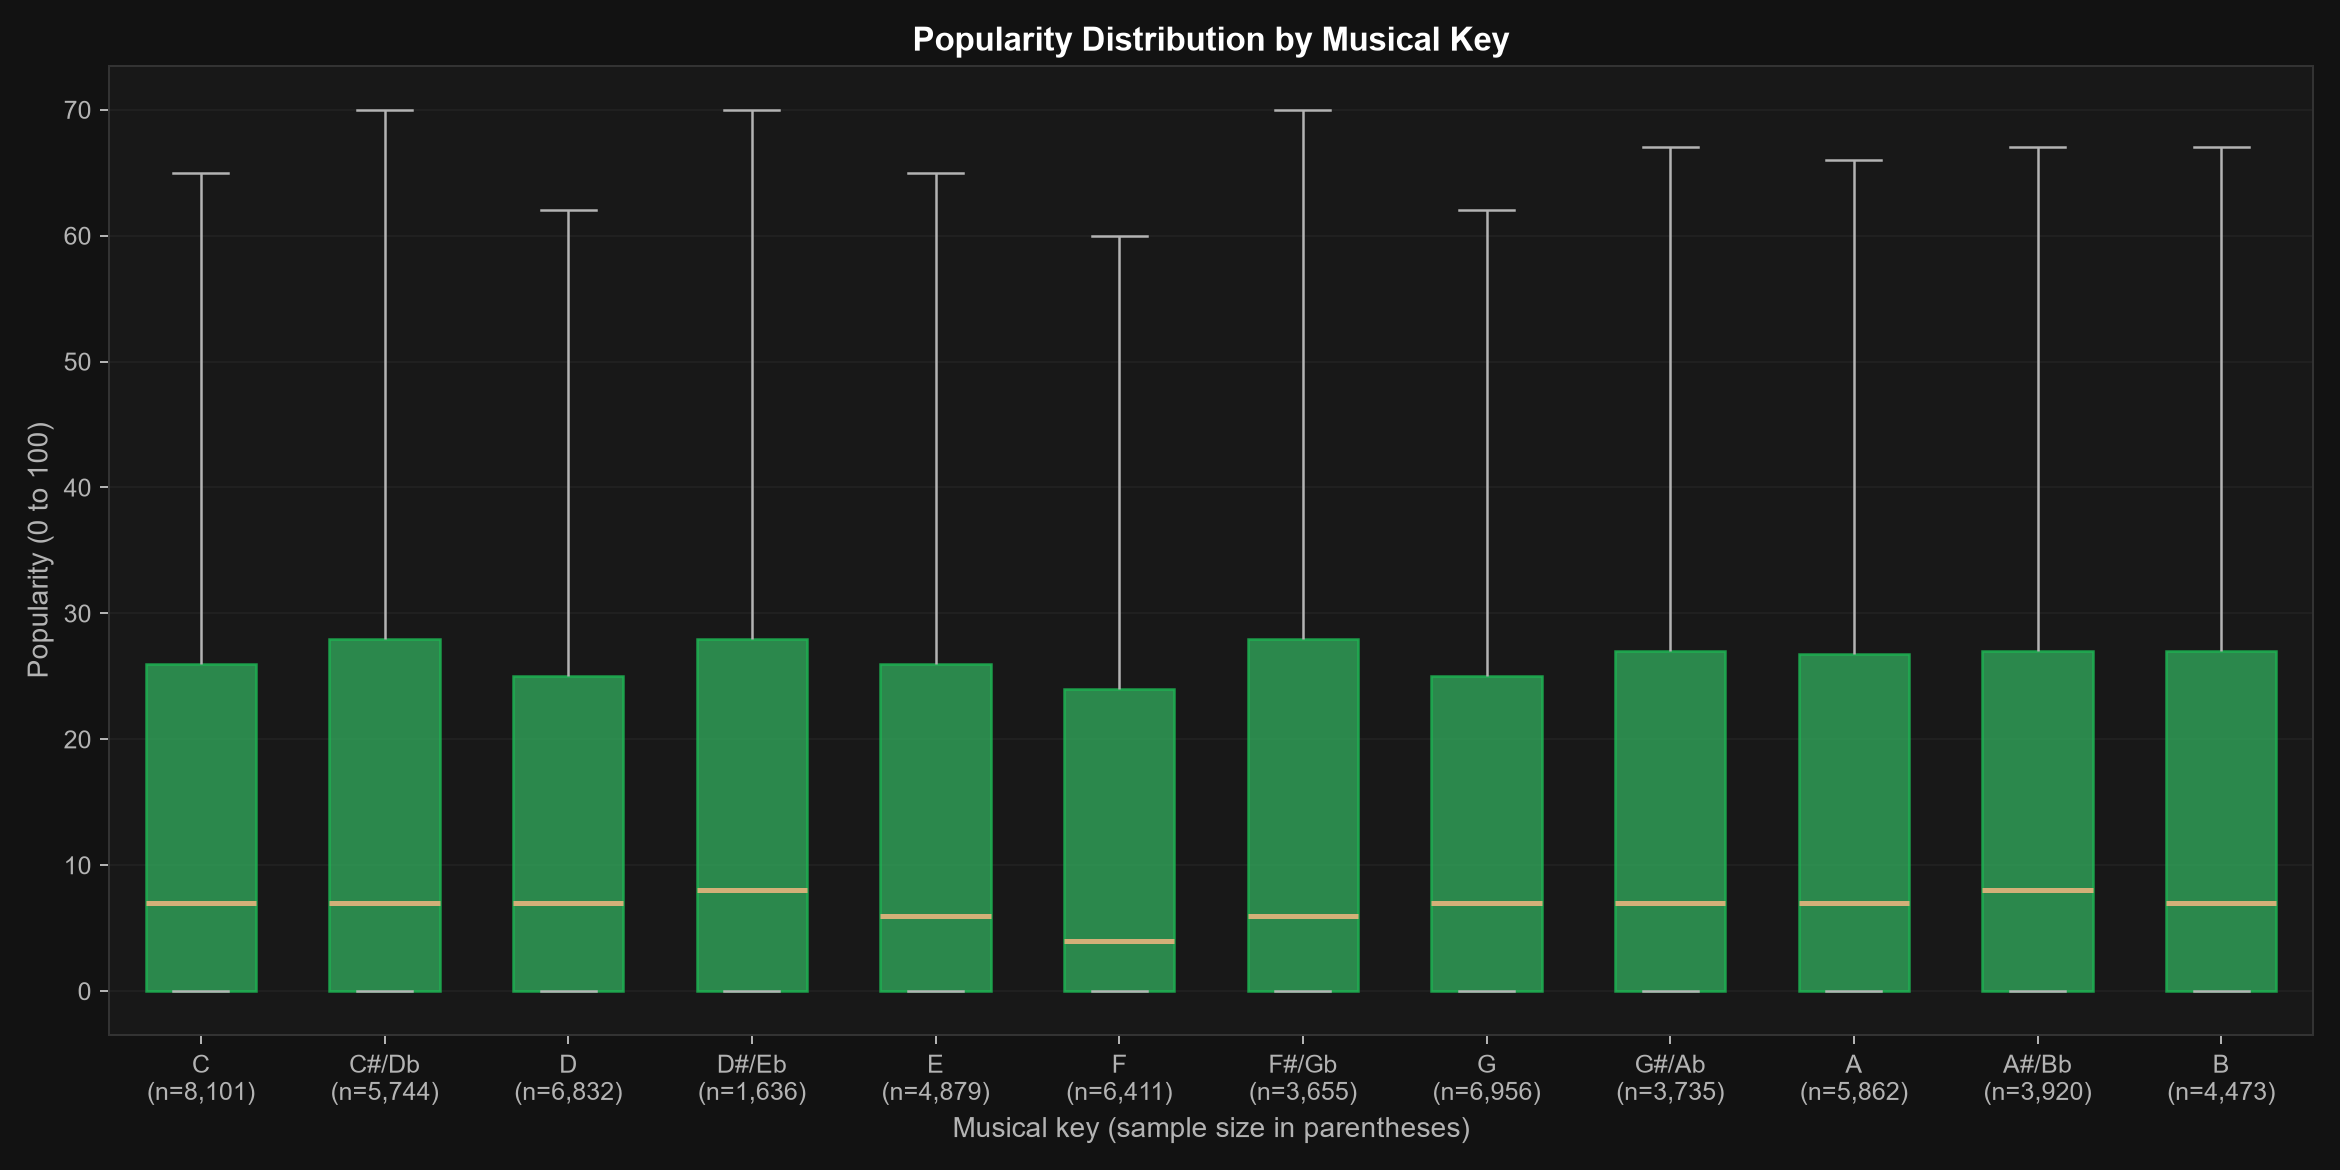 Popularity Distribution by Musical Key
Popularity (0 to 100)
70
60
50
40
30
20
10
0
C
(n=8,101)
C#/Db
(n=5,744)
D
(n=6,832)
D#/Eb
(n=1,636)
E
(n=4,879)
F
(n=6,411)
F#/Gb
(n=3,655)
G
(n=6,956)
G#/Ab
(n=3,735)
A
(n=5,862)
A#/Bb
(n=3,920)
B
(n=4,473)
Musical key (sample size in parentheses)